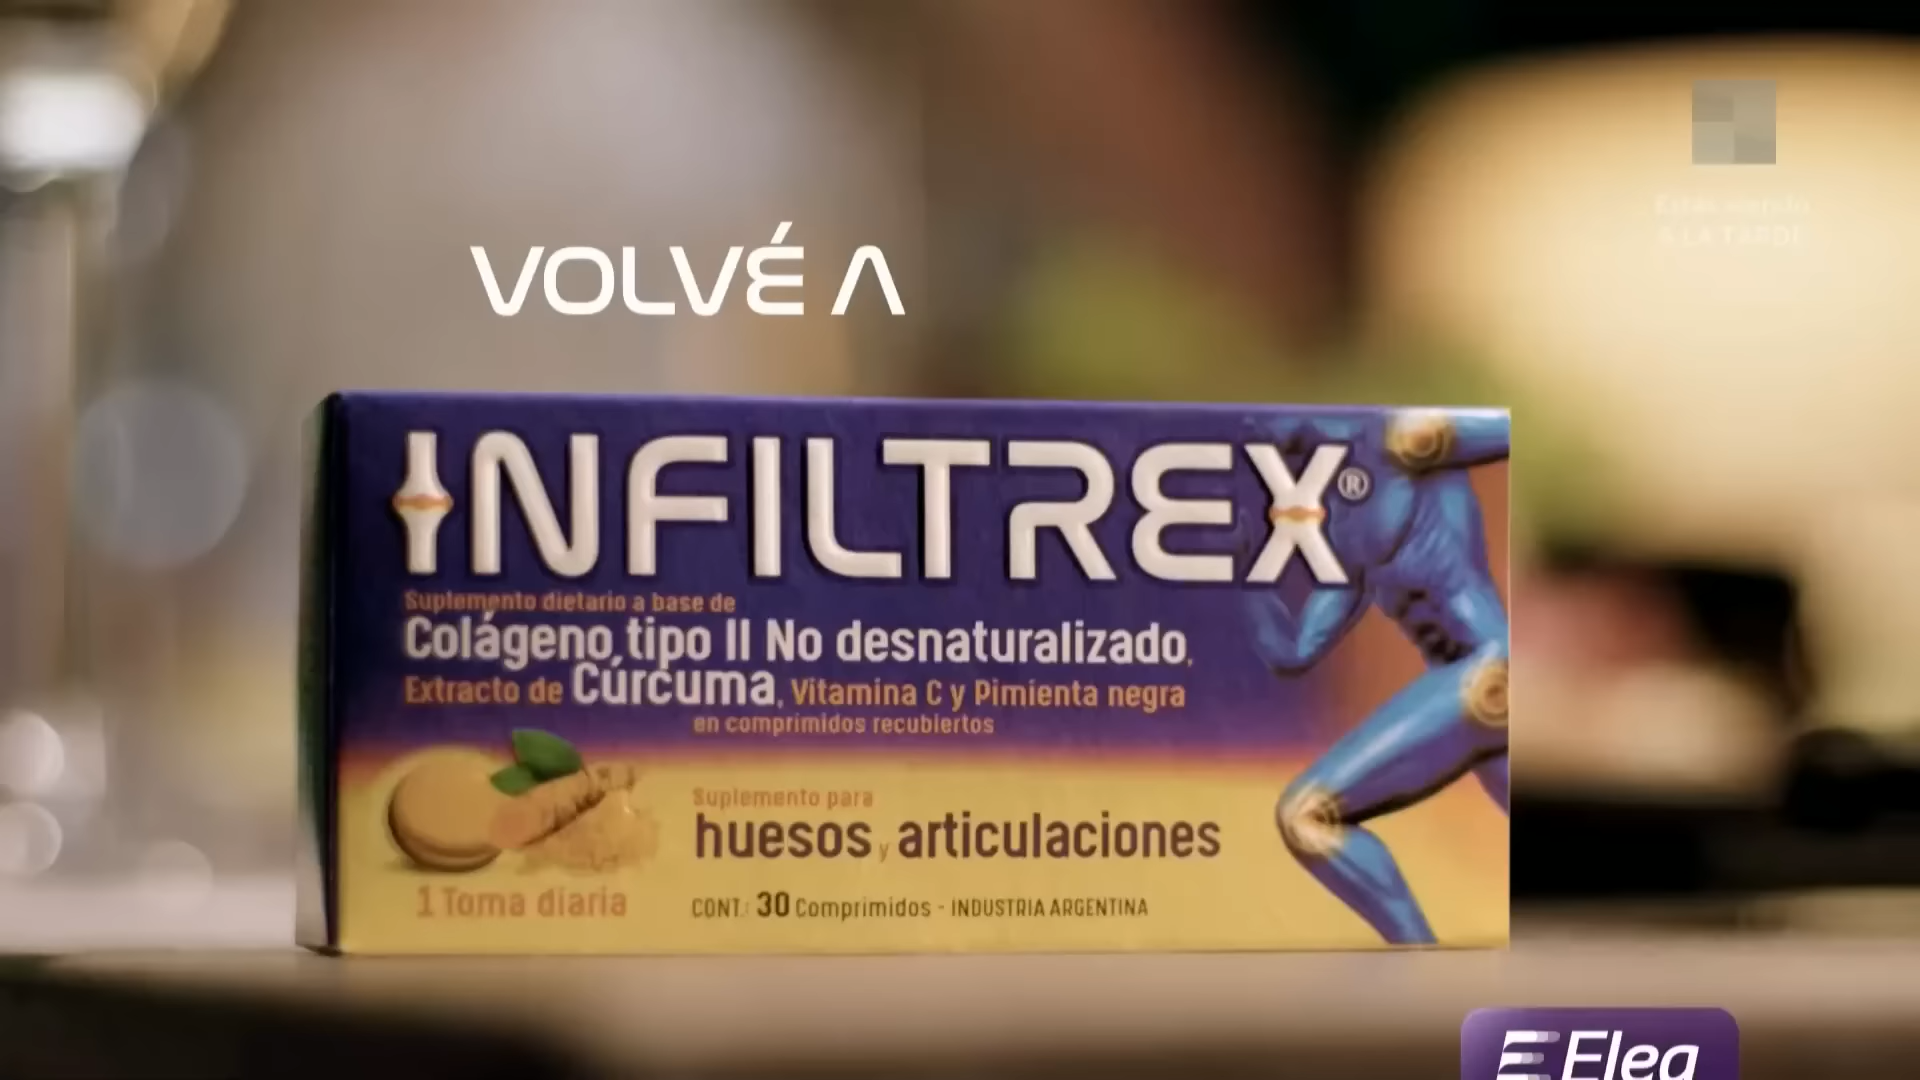 VOLVÉ A
INFILTREX®
Suplemento dietario a base de
Colágeno tipo II No desnaturalizado,
Extracto de Cúrcuma, Vitamina C y Pimienta negra
en comprimidos recubiertos
Suplemento para
huesos y articulaciones
1 Toma diaria
CONT.: 30 Comprimidos - INDUSTRIA ARGENTINA
Elea